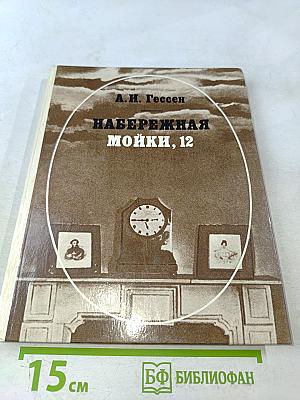 А. И. Гессен
НАБЕРЕЖНАЯ
МОЙКИ, 12
15 см
БФ БИБЛИОФАН